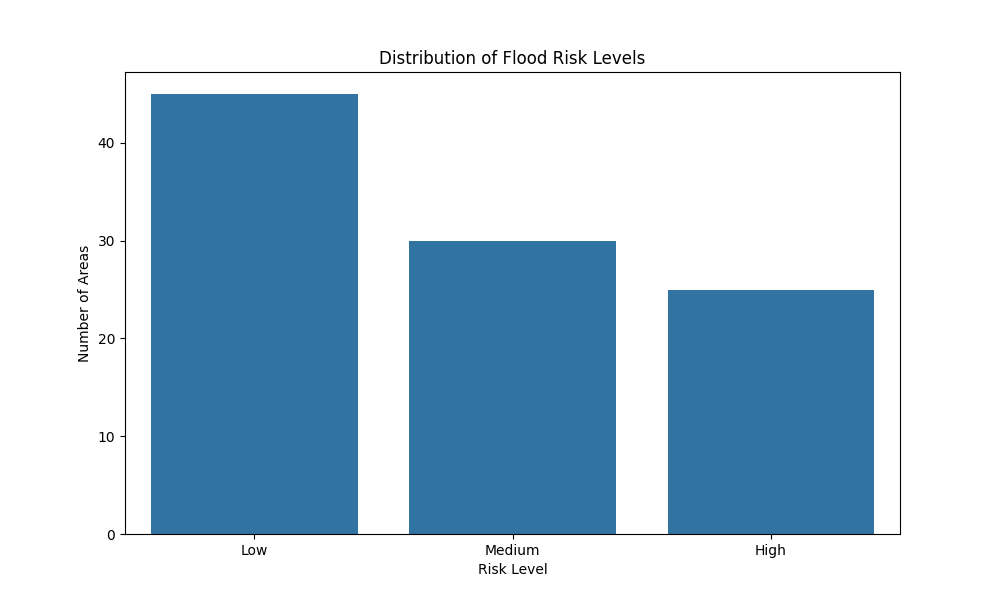 Distribution of Flood Risk Levels
40
30
20
10
0
Number of Areas
Low Medium High
Risk Level